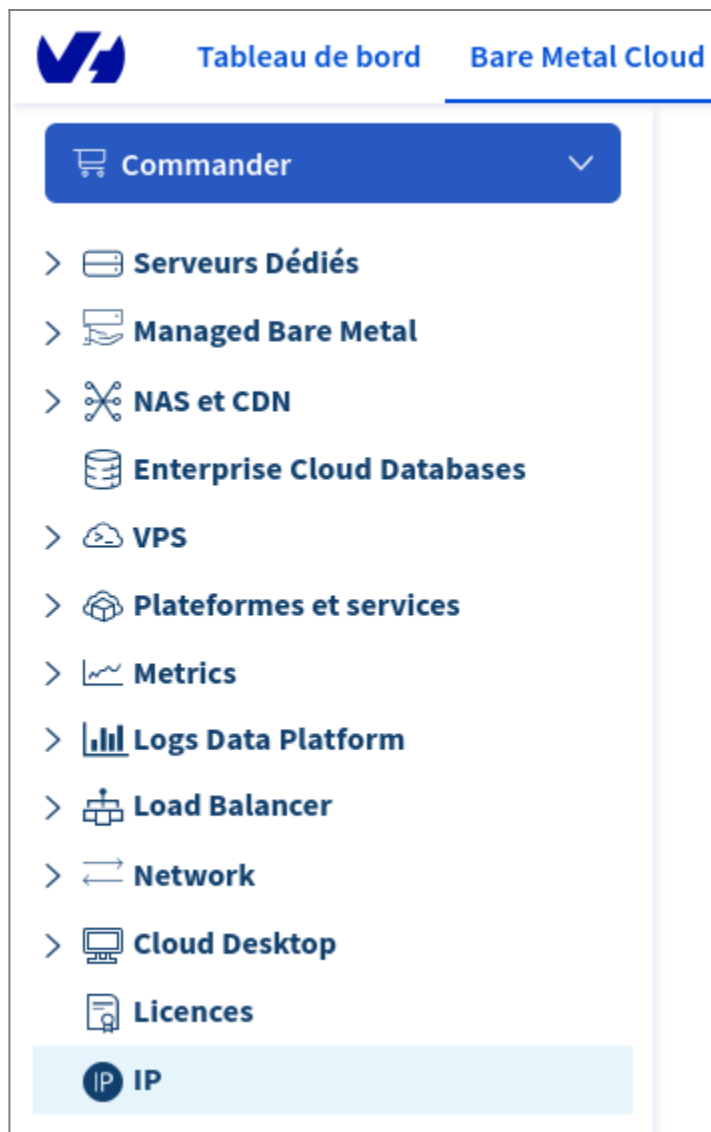 Tableau de bord Bare Metal Cloud
Commander
Serveurs Dédiés
Managed Bare Metal
NAS et CDN
Enterprise Cloud Databases
VPS
Plateformes et services
Metrics
Logs Data Platform
Load Balancer
Network
Cloud Desktop
Licences
IP IP